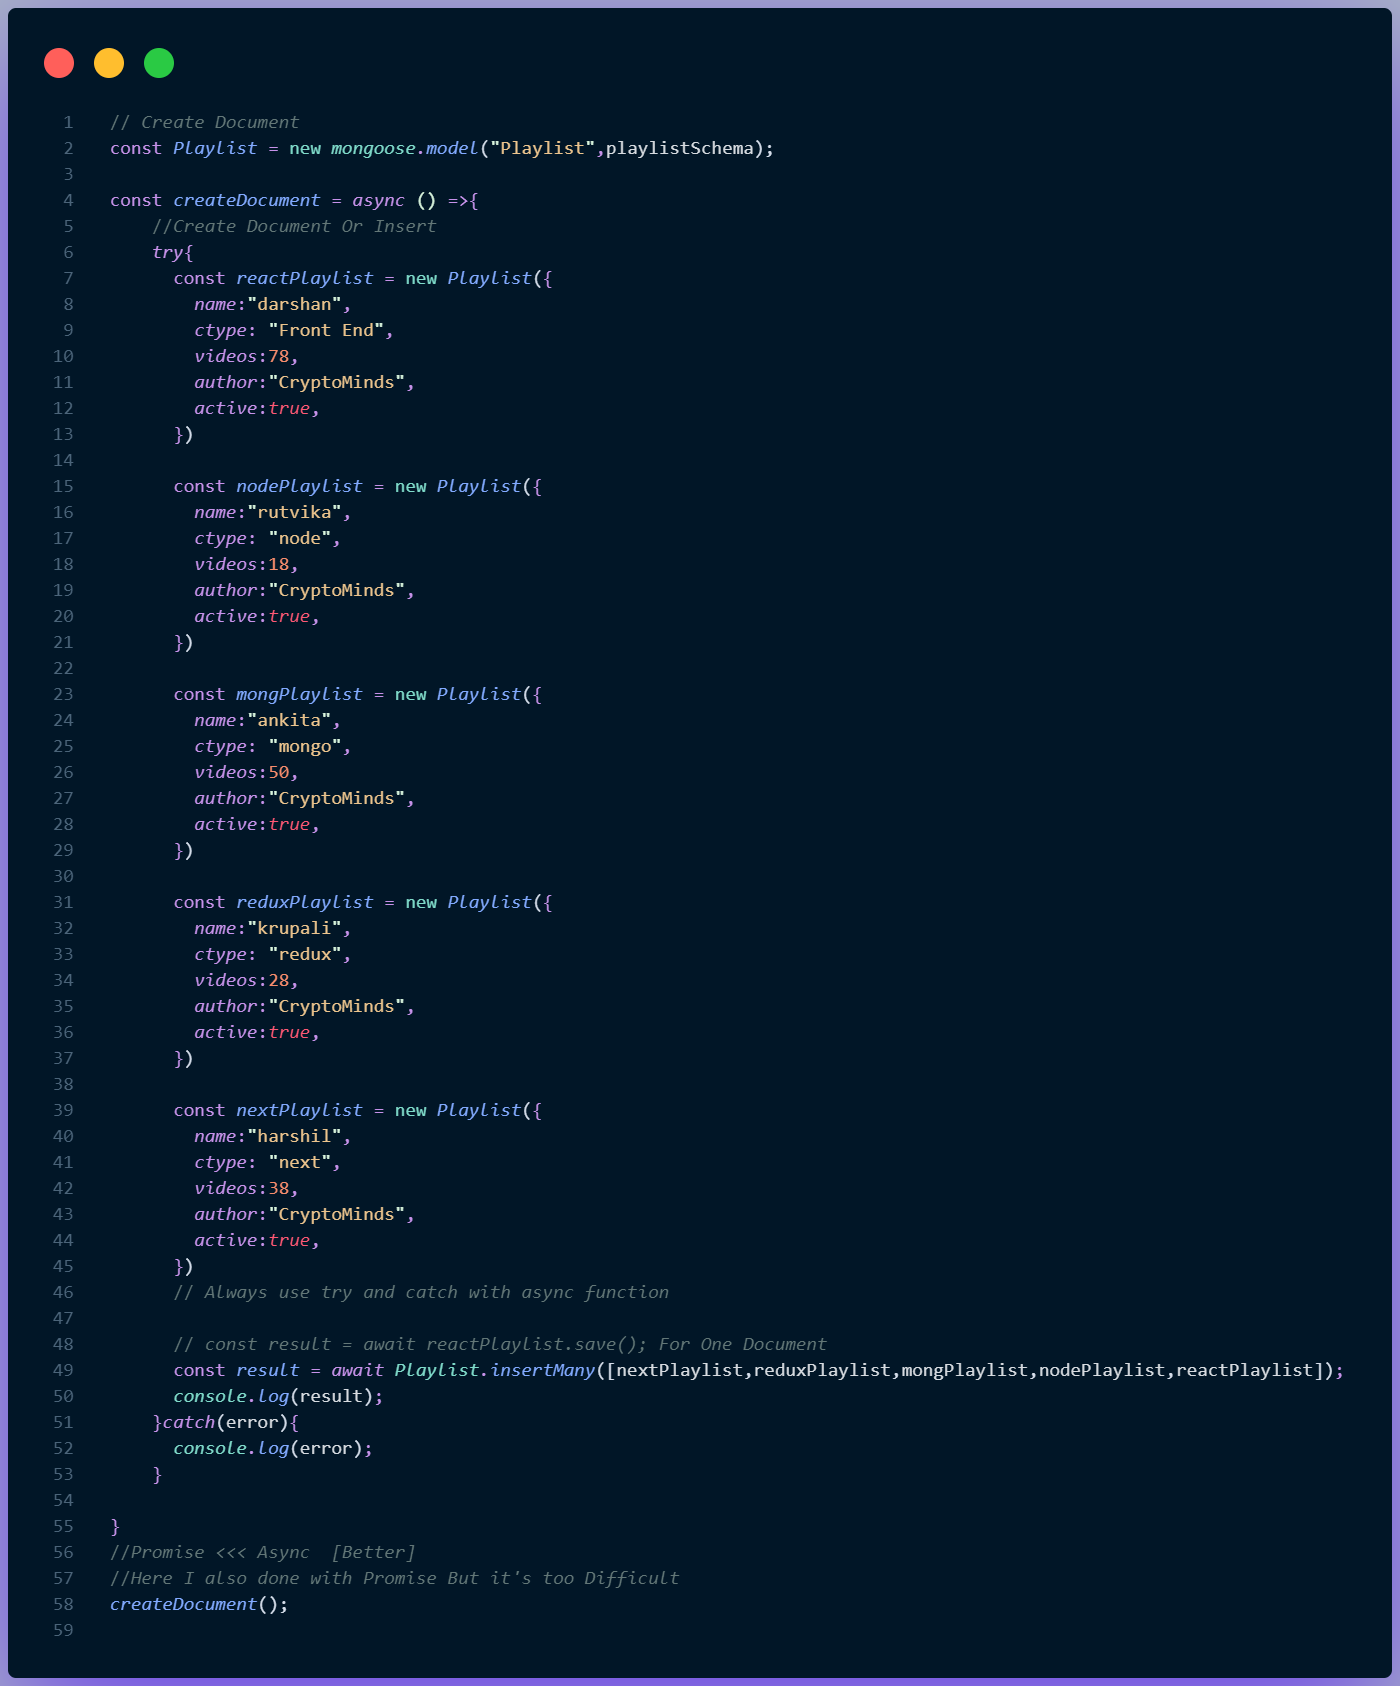 1 // Create Document
2 const Playlist = new mongoose.model("Playlist",playlistSchema);
3
4 const createDocument = async () =>{
5     //Create Document Or Insert
6     try{
7       const reactPlaylist = new Playlist({
8         name:"darshan",
9         ctype: "Front End",
10         videos:78,
11         author:"CryptoMinds",
12         active:true,
13       })
14
15       const nodePlaylist = new Playlist({
16         name:"rutvika",
17         ctype: "node",
18         videos:18,
19         author:"CryptoMinds",
20         active:true,
21       })
22
23       const mongPlaylist = new Playlist({
24         name:"ankita",
25         ctype: "mongo",
26         videos:50,
27         author:"CryptoMinds",
28         active:true,
29       })
30
31       const reduxPlaylist = new Playlist({
32         name:"krupali",
33         ctype: "redux",
34         videos:28,
35         author:"CryptoMinds",
36         active:true,
37       })
38
39       const nextPlaylist = new Playlist({
40         name:"harshil",
41         ctype: "next",
42         videos:38,
43         author:"CryptoMinds",
44         active:true,
45       })
46       // Always use try and catch with async function
47
48       // const result = await reactPlaylist.save(); For One Document
49       const result = await Playlist.insertMany([nextPlaylist,reduxPlaylist,mongPlaylist,nodePlaylist,reactPlaylist]);
50       console.log(result);
51     }catch(error){
52       console.log(error);
53     }
54
55 }
56 //Promise <<< Async  [Better]
57 //Here I also done with Promise But it's too Difficult
58 createDocument();
59